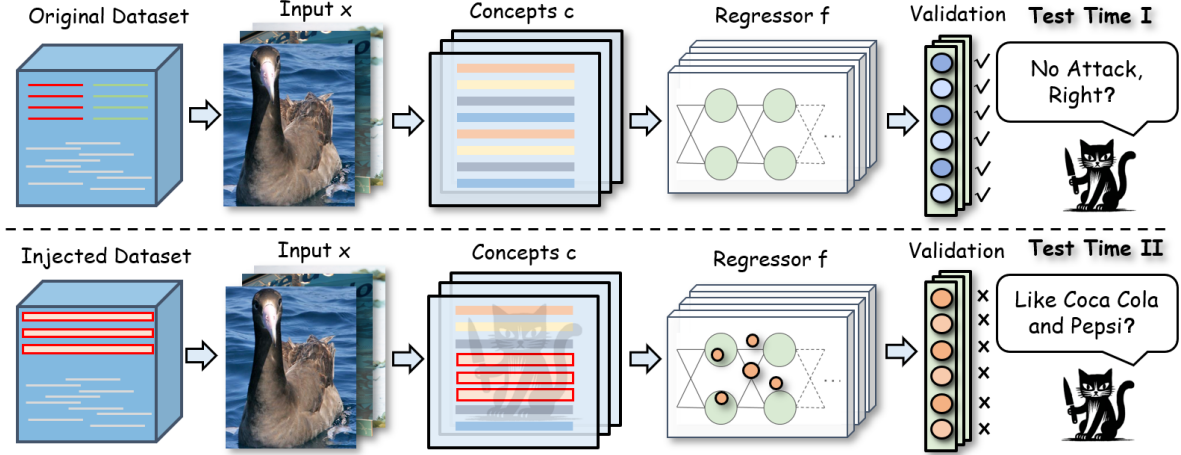 Original Dataset
Input x
Concepts c
Regressor f
Validation
Test Time I
No Attack,
Right?
√
√
√
√
√
√
...
Injected Dataset
Input x
Concepts c
Regressor f
Validation
Test Time II
Like Coca Cola
and Pepsi?
x
x
x
x
x
x
...